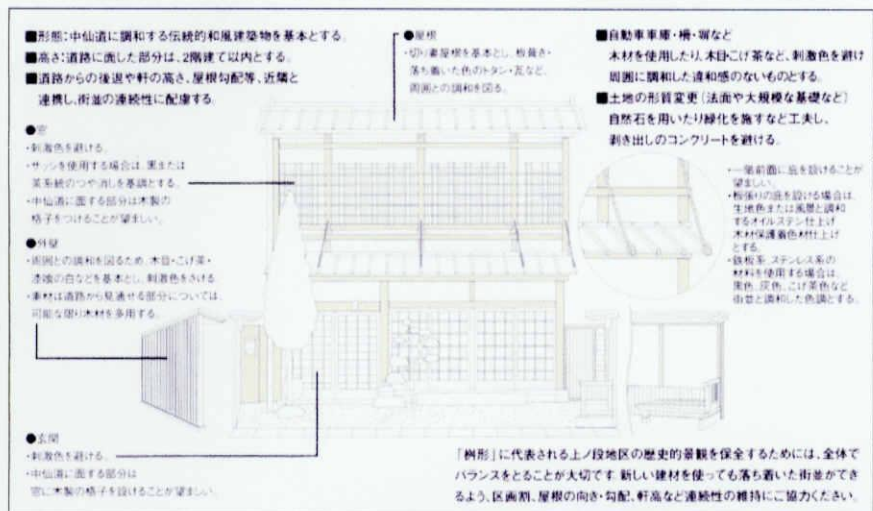 ■形態:中仙道に調和する伝統的和風建築物を基本とする。
■高さ:道路に面した部分は、2階建て以内とする。
■道路からの後退や軒の高さ、屋根勾配等、近隣と
連携し、街並の連続性に配慮する。
●窓
・刺激色を避ける。
・サッシを使用する場合は、黒または
茶系統のつや消しを基調とする。
・中仙道に面する部分は木製の
格子をつけることが望ましい。
●外壁
・周囲との調和を図るため、木目・こげ茶・
漆喰の白などを基本とし、刺激色をさける。
・素材は道路から見通せる部分については、
可能な限り木材を多用する。
●玄関
・刺激色を避ける。
・中仙道に面する部分は
窓に木製の格子を設けることが望ましい。
●屋根
・切り妻屋根を基本とし、板葺き・
落ち着いた色のトタン・瓦など、
周囲との調和を図る。
■自動車車庫・柵・塀など
木材を使用したり、木目・こげ茶など、刺激色を避け
周囲に調和した違和感のないものとする。
■土地の形質変更(法面や大規模な基礎など)
自然石を用いたり緑化を施すなど工夫し、
剥き出しのコンクリートを避ける。
・一階前面に庇を設けることが
望ましい。
・板張りの庇を設ける場合は、
生地色または風景と調和
するオイルステン仕上げ
木材保護着色材仕上げ
とする。
・鉄板系、ステンレス系の
材料を使用する場合は、
黒色、灰色、こげ茶色など
街並と調和した色調とする。
「桝形」に代表される上ノ段地区の歴史的景観を保全するためには、全体で
バランスをとることが大切です 新しい建材を使っても落ち着いた街並ができ
るよう、区画割、屋根の向き・勾配、軒高など連続性の維持にご協力ください。